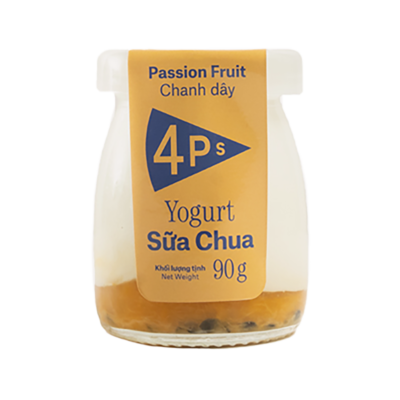 Passion Fruit
Chanh dây
4Ps
Yogurt
Sữa Chua
Khối lượng tịnh
Net Weight
90g